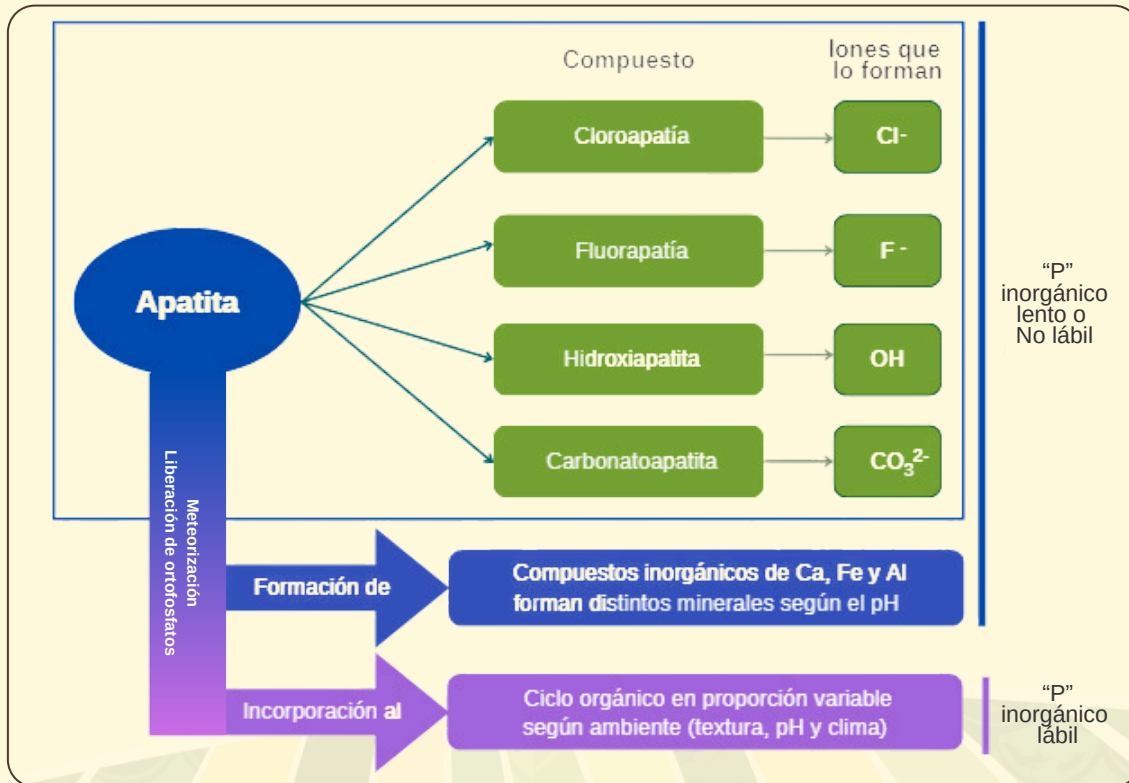 Compuesto
Iones que
lo forman
Cloroapatía
Cl-
Fluorapatía
F -
Apatita
Hidroxiapatita
OH
Carbonatoapatita
CO₃²⁻
“P”
inorgánico
lento o
No lábil
Meteorización
Liberación de ortofosfatos
Formación de
Compuestos inorgánicos de Ca, Fe y Al
forman distintos minerales según el pH
Incorporación al
Ciclo orgánico en proporción variable
según ambiente (textura, pH y clima)
“P”
inorgánico
lábil